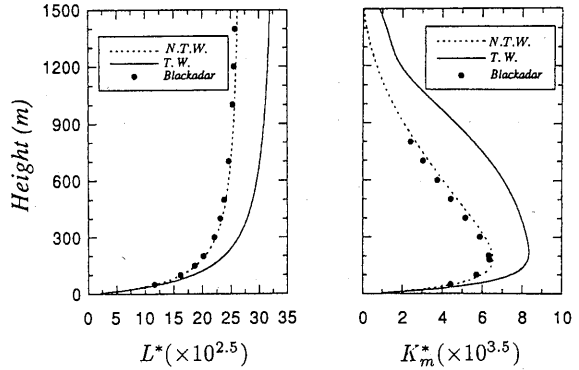 1500
1200
900
600
300
0
Height (m)
N.T.W.
T.W.
Blackadar
0 5 10 15 20 25 30 35
L* (×10^2.5)
N.T.W.
T.W.
Blackadar
0 2 4 6 8 10
K_m^* (×10^3.5)